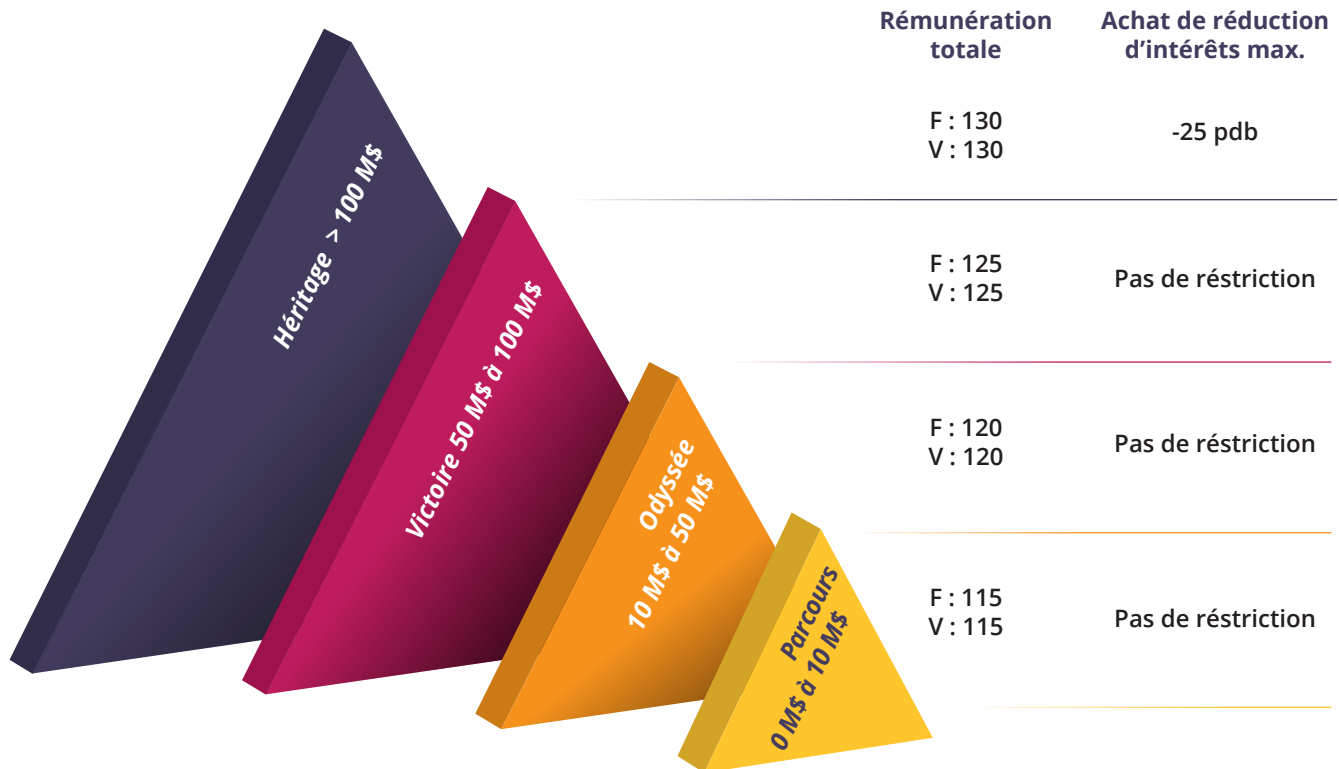 Rémunération
totale
Achat de réduction
d’intérêts max.
Héritage > 100 M$
F : 130
V : 130
-25 pdb
Victoire 50 M$ à 100 M$
F : 125
V : 125
Pas de réstriction
Odyssée
10 M$ à 50 M$
F : 120
V : 120
Pas de réstriction
Parcours
0 M$ à 10 M$
F : 115
V : 115
Pas de réstriction